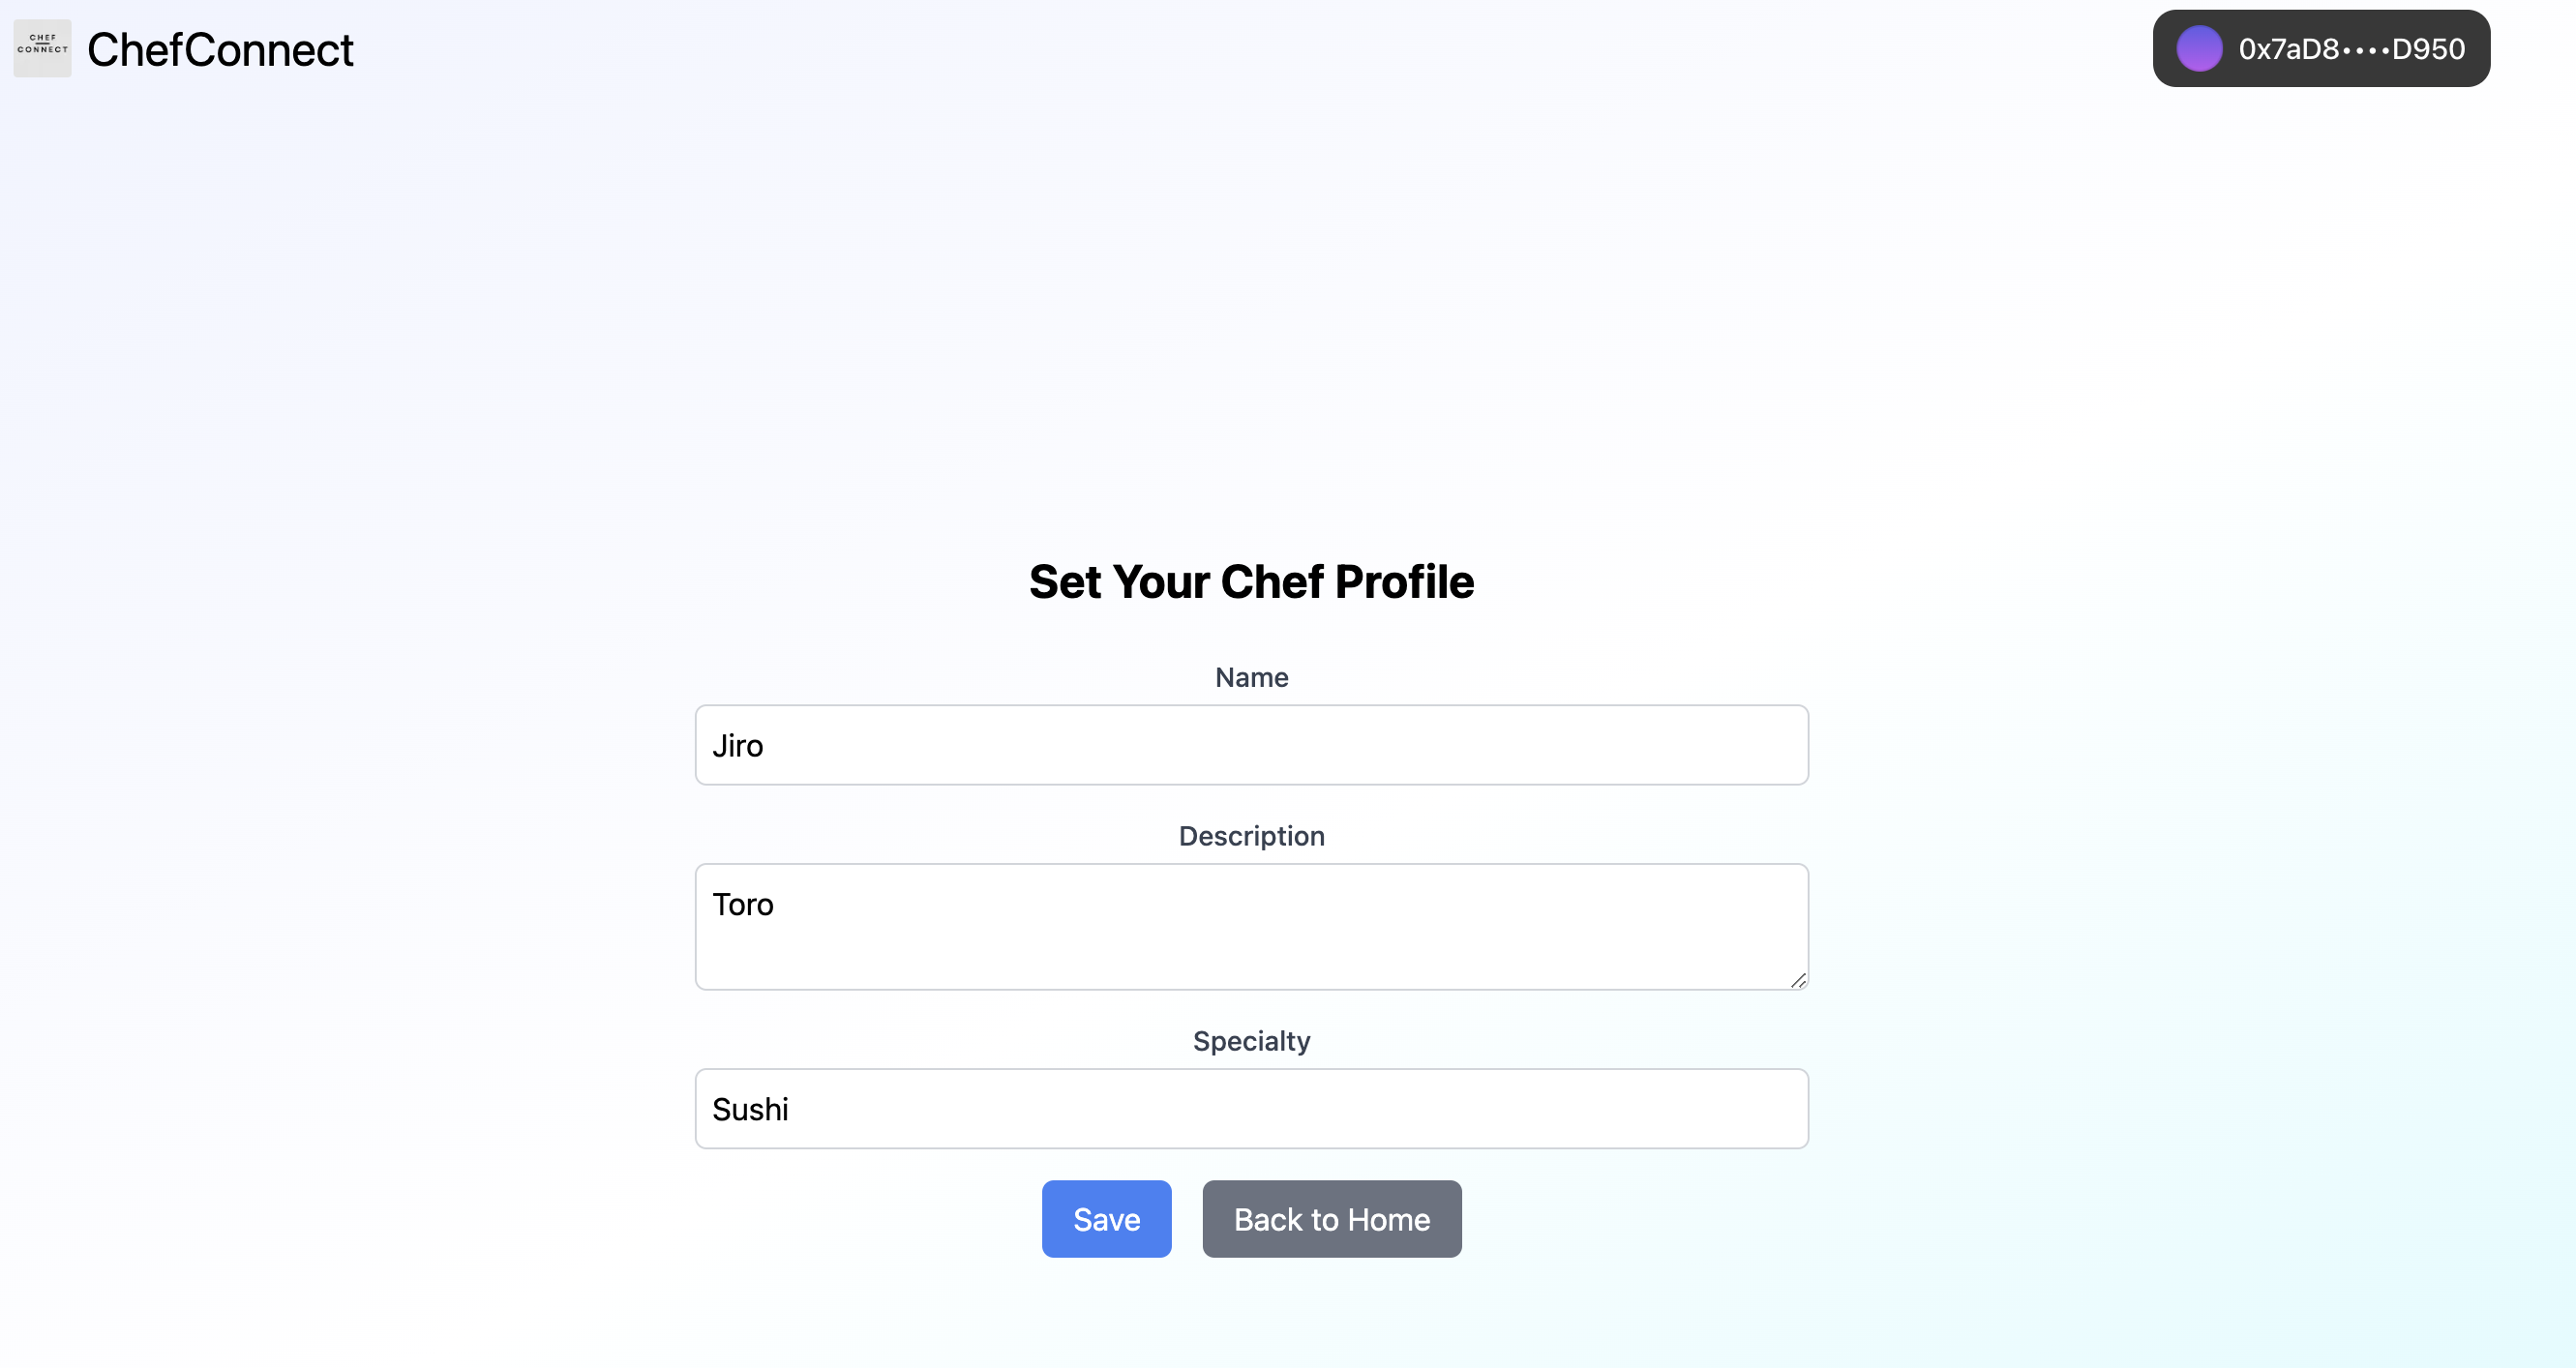 CHEF
CONNECT
ChefConnect
0x7aD8••••D950
Set Your Chef Profile
Name
Jiro
Description
Toro
Specialty
Sushi
Save
Back to Home